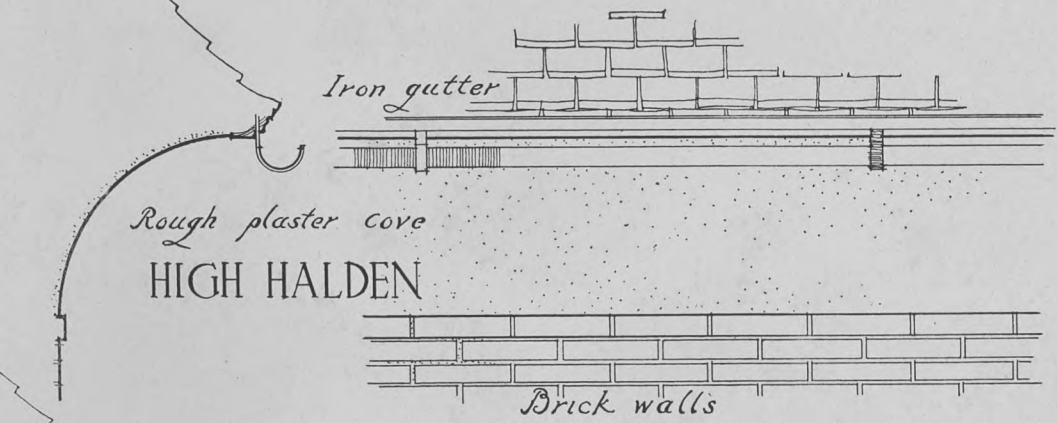 Iron gutter
Rough plaster cove
HIGH HALDEN
Brick walls